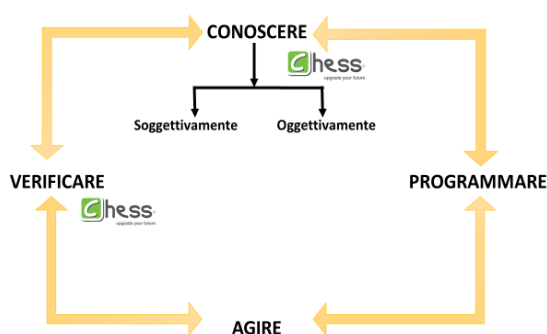 CONOSCERE
Chess
upgrade your future
Soggettivamente Oggettivamente
VERIFICARE PROGRAMMARE
Chess
upgrade your future
AGIRE